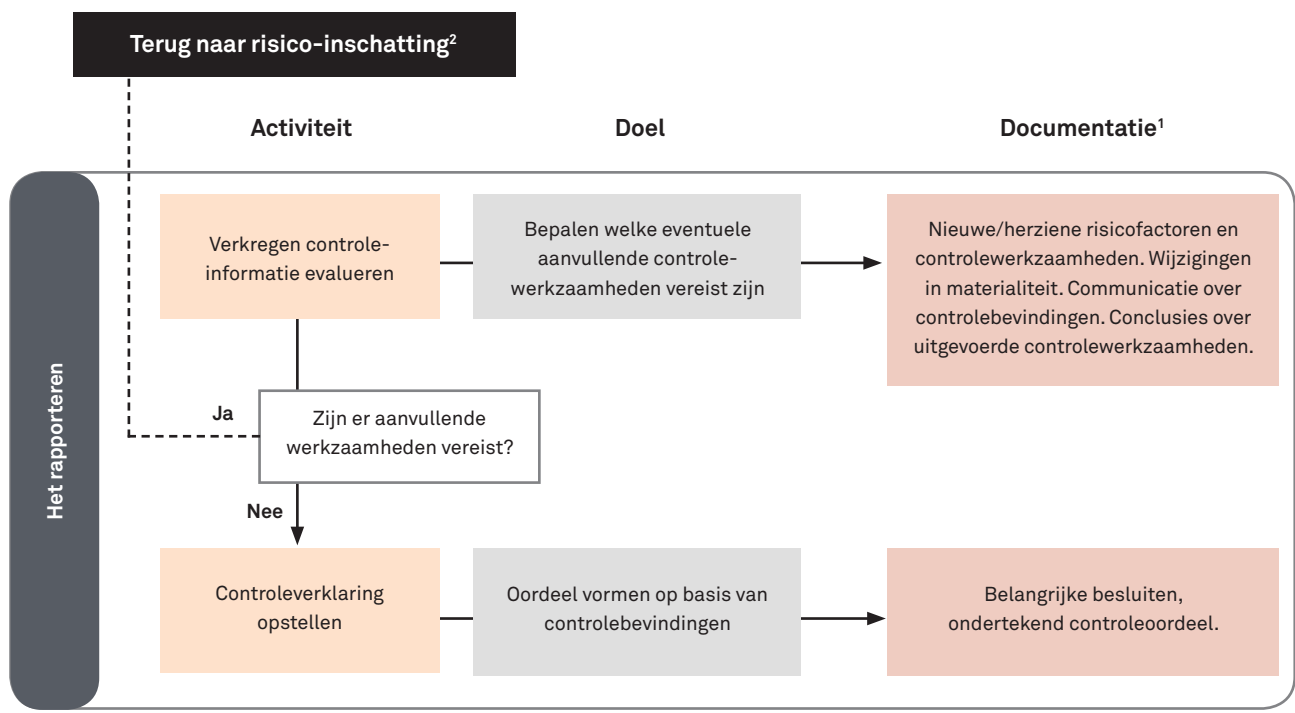 Terug naar risico-inschatting²
Activiteit
Doel
Documentatie¹
Het rapporteren
Verkregen controle-
informatie evalueren
Bepalen welke eventuele
aanvullende controle-
werkzaamheden vereist zijn
Nieuwe/herziene risicofactoren en
controlewerkzaamheden. Wijzigingen
in materialiteit. Communicatie over
controlebevindingen. Conclusies over
uitgevoerde controlewerkzaamheden.
Ja
Zijn er aanvullende
werkzaamheden vereist?
Nee
Controleverklaring
opstellen
Oordeel vormen op basis van
controlebevindingen
Belangrijke besluiten,
ondertekend controleoordeel.